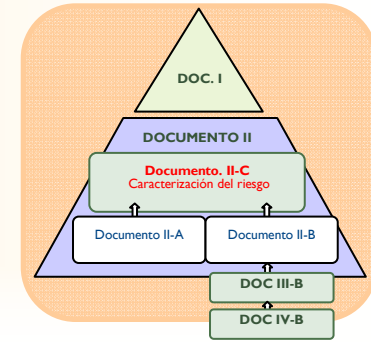 DOC. I
DOCUMENTO II
Documento. II-C
Caracterización del riesgo
Documento II-A
Documento II-B
DOC III-B
DOC IV-B